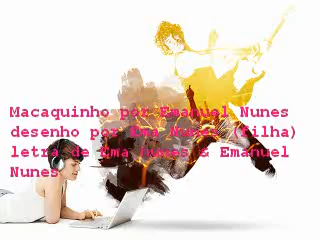 Macaquinho por Emanuel Nunes
desenho por Ema Nunes (Filha)
letra de Ema Nunes & Emanuel
Nunes